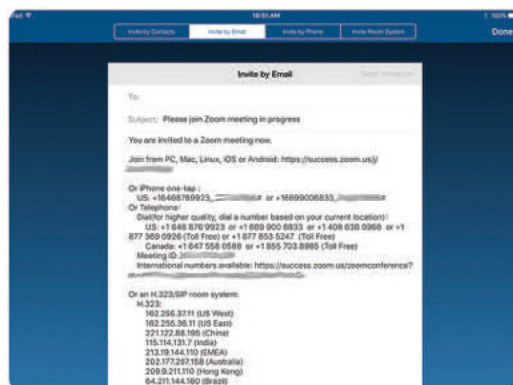 iPad 10:51 AM 100%
Invite by Contacts Invite by Email Invite by Phone Invite Room System Done
Invite by Email
To:
Subject: Please join Zoom meeting in progress
You are invited to a Zoom meeting now.
Join from PC, Mac, Linux, iOS or Android: https://success.zoom.us/j/
Or iPhone one-tap :
US: +16468769923, # or +16699006833, #
Or Telephone:
Dial(for higher quality, dial a number based on your current location):
US: +1 646 876 9923 or +1 669 900 6833 or +1 408 638 0968 or +1
877 369 0926 (Toll Free) or +1 877 853 5247 (Toll Free)
Canada: +1 647 558 0588 or +1 855 703 8985 (Toll Free)
Meeting ID:
International numbers available: https://success.zoom.us/zoomconference?
Or an H.323/SIP room system:
H.323:
162.255.37.11 (US West)
162.255.36.11 (US East)
221.122.88.195 (China)
115.114.131.7 (India)
213.19.144.110 (EMEA)
202.177.207.158 (Australia)
209.9.211.110 (Hong Kong)
64.211.144.160 (Brazil)